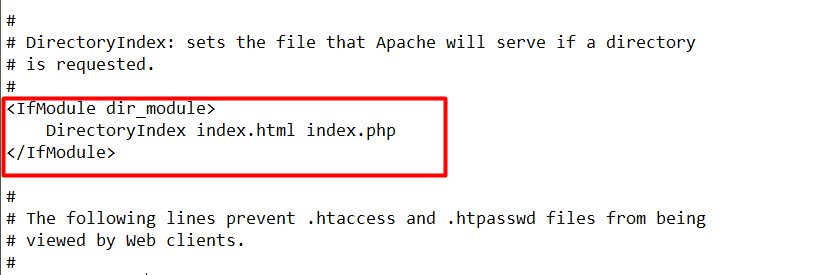 #
# DirectoryIndex: sets the file that Apache will serve if a directory
# is requested.
#
<IfModule dir_module>
    DirectoryIndex index.html index.php
</IfModule>
#
# The following lines prevent .htaccess and .htpasswd files from being
# viewed by Web clients.
#